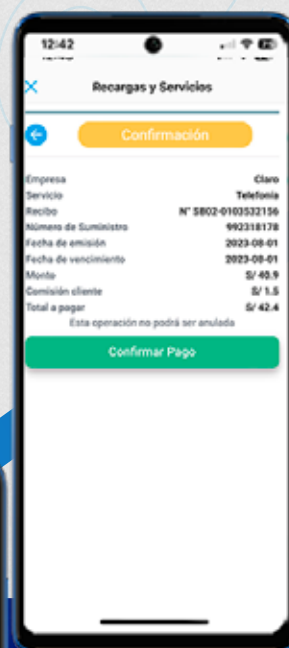 12:42
Recargas y Servicios
Confirmación
Empresa Claro
Servicio Telefonía
Recibo N° SB02-0103532156
Número de Suministro 992318178
Fecha de emisión 2023-08-01
Fecha de vencimiento 2023-08-01
Monto S/ 40.9
Comisión cliente S/ 1.5
Total a pagar S/ 42.4
Esta operación no podrá ser anulada
Confirmar Pago